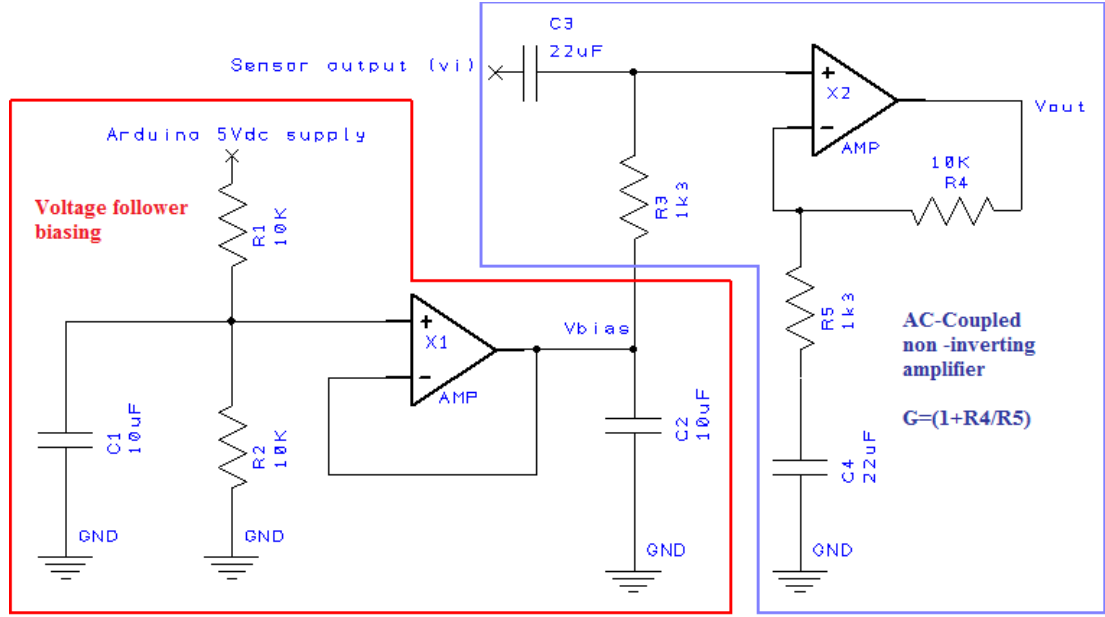 C3
22uF
Sensor output (vi)
X2
AMP
Vout
10K
R4
R3
1k3
Arduino 5Vdc supply
Voltage follower
biasing
R1
10K
X1
AMP
Vbias
R5
1k3
AC-Coupled
non -inverting
amplifier
G=(1+R4/R5)
C1
10uF
R2
10K
C2
10uF
C4
22uF
GND
GND
GND
GND